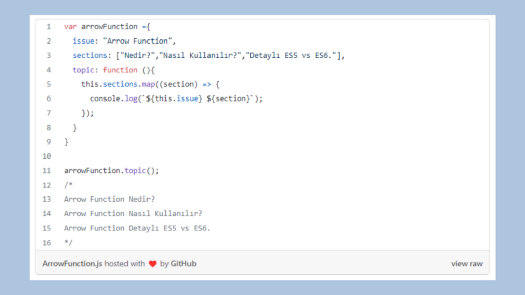 1 var arrowFunction ={
2 issue: "Arrow Function",
3 sections: ["Nedir?","Nasıl Kullanılır?","Detaylı ES5 vs ES6."],
4 topic: function (){
5 this.sections.map((section) => {
6 console.log(`${this.issue} ${section}`);
7 });
8 }
9 }
10
11 arrowFunction.topic();
12 /*
13 Arrow Function Nedir?
14 Arrow Function Nasıl Kullanılır?
15 Arrow Function Detaylı ES5 vs ES6.
16 */
ArrowFunction.js hosted with ❤ by GitHub view raw